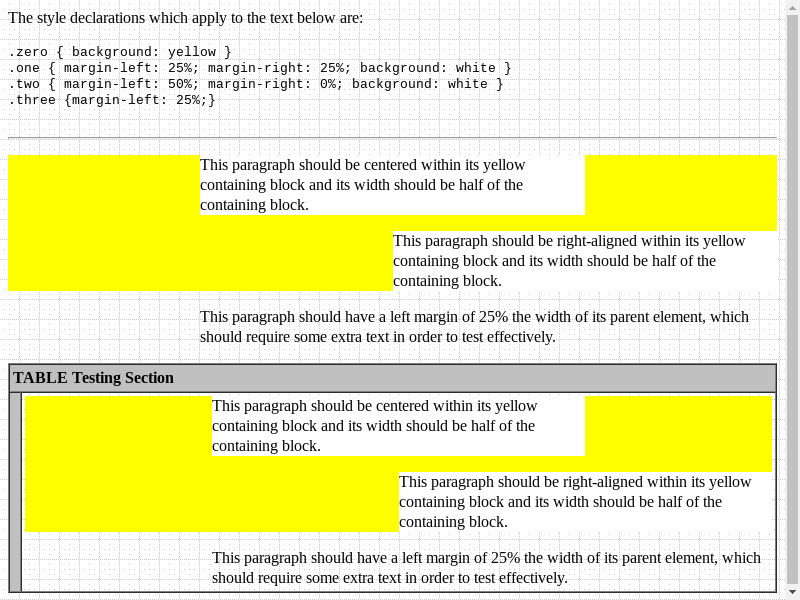 The style declarations which apply to the text below are:
.zero { background: yellow }
.one { margin-left: 25%; margin-right: 25%; background: white }
.two { margin-left: 50%; margin-right: 0%; background: white }
.three {margin-left: 25%;}
This paragraph should be centered within its yellow
containing block and its width should be half of the
containing block.
This paragraph should be right-aligned within its yellow
containing block and its width should be half of the
containing block.
This paragraph should have a left margin of 25% the width of its parent element, which
should require some extra text in order to test effectively.
TABLE Testing Section
This paragraph should be centered within its yellow
containing block and its width should be half of the
containing block.
This paragraph should be right-aligned within its yellow
containing block and its width should be half of the
containing block.
This paragraph should have a left margin of 25% the width of its parent element, which
should require some extra text in order to test effectively.